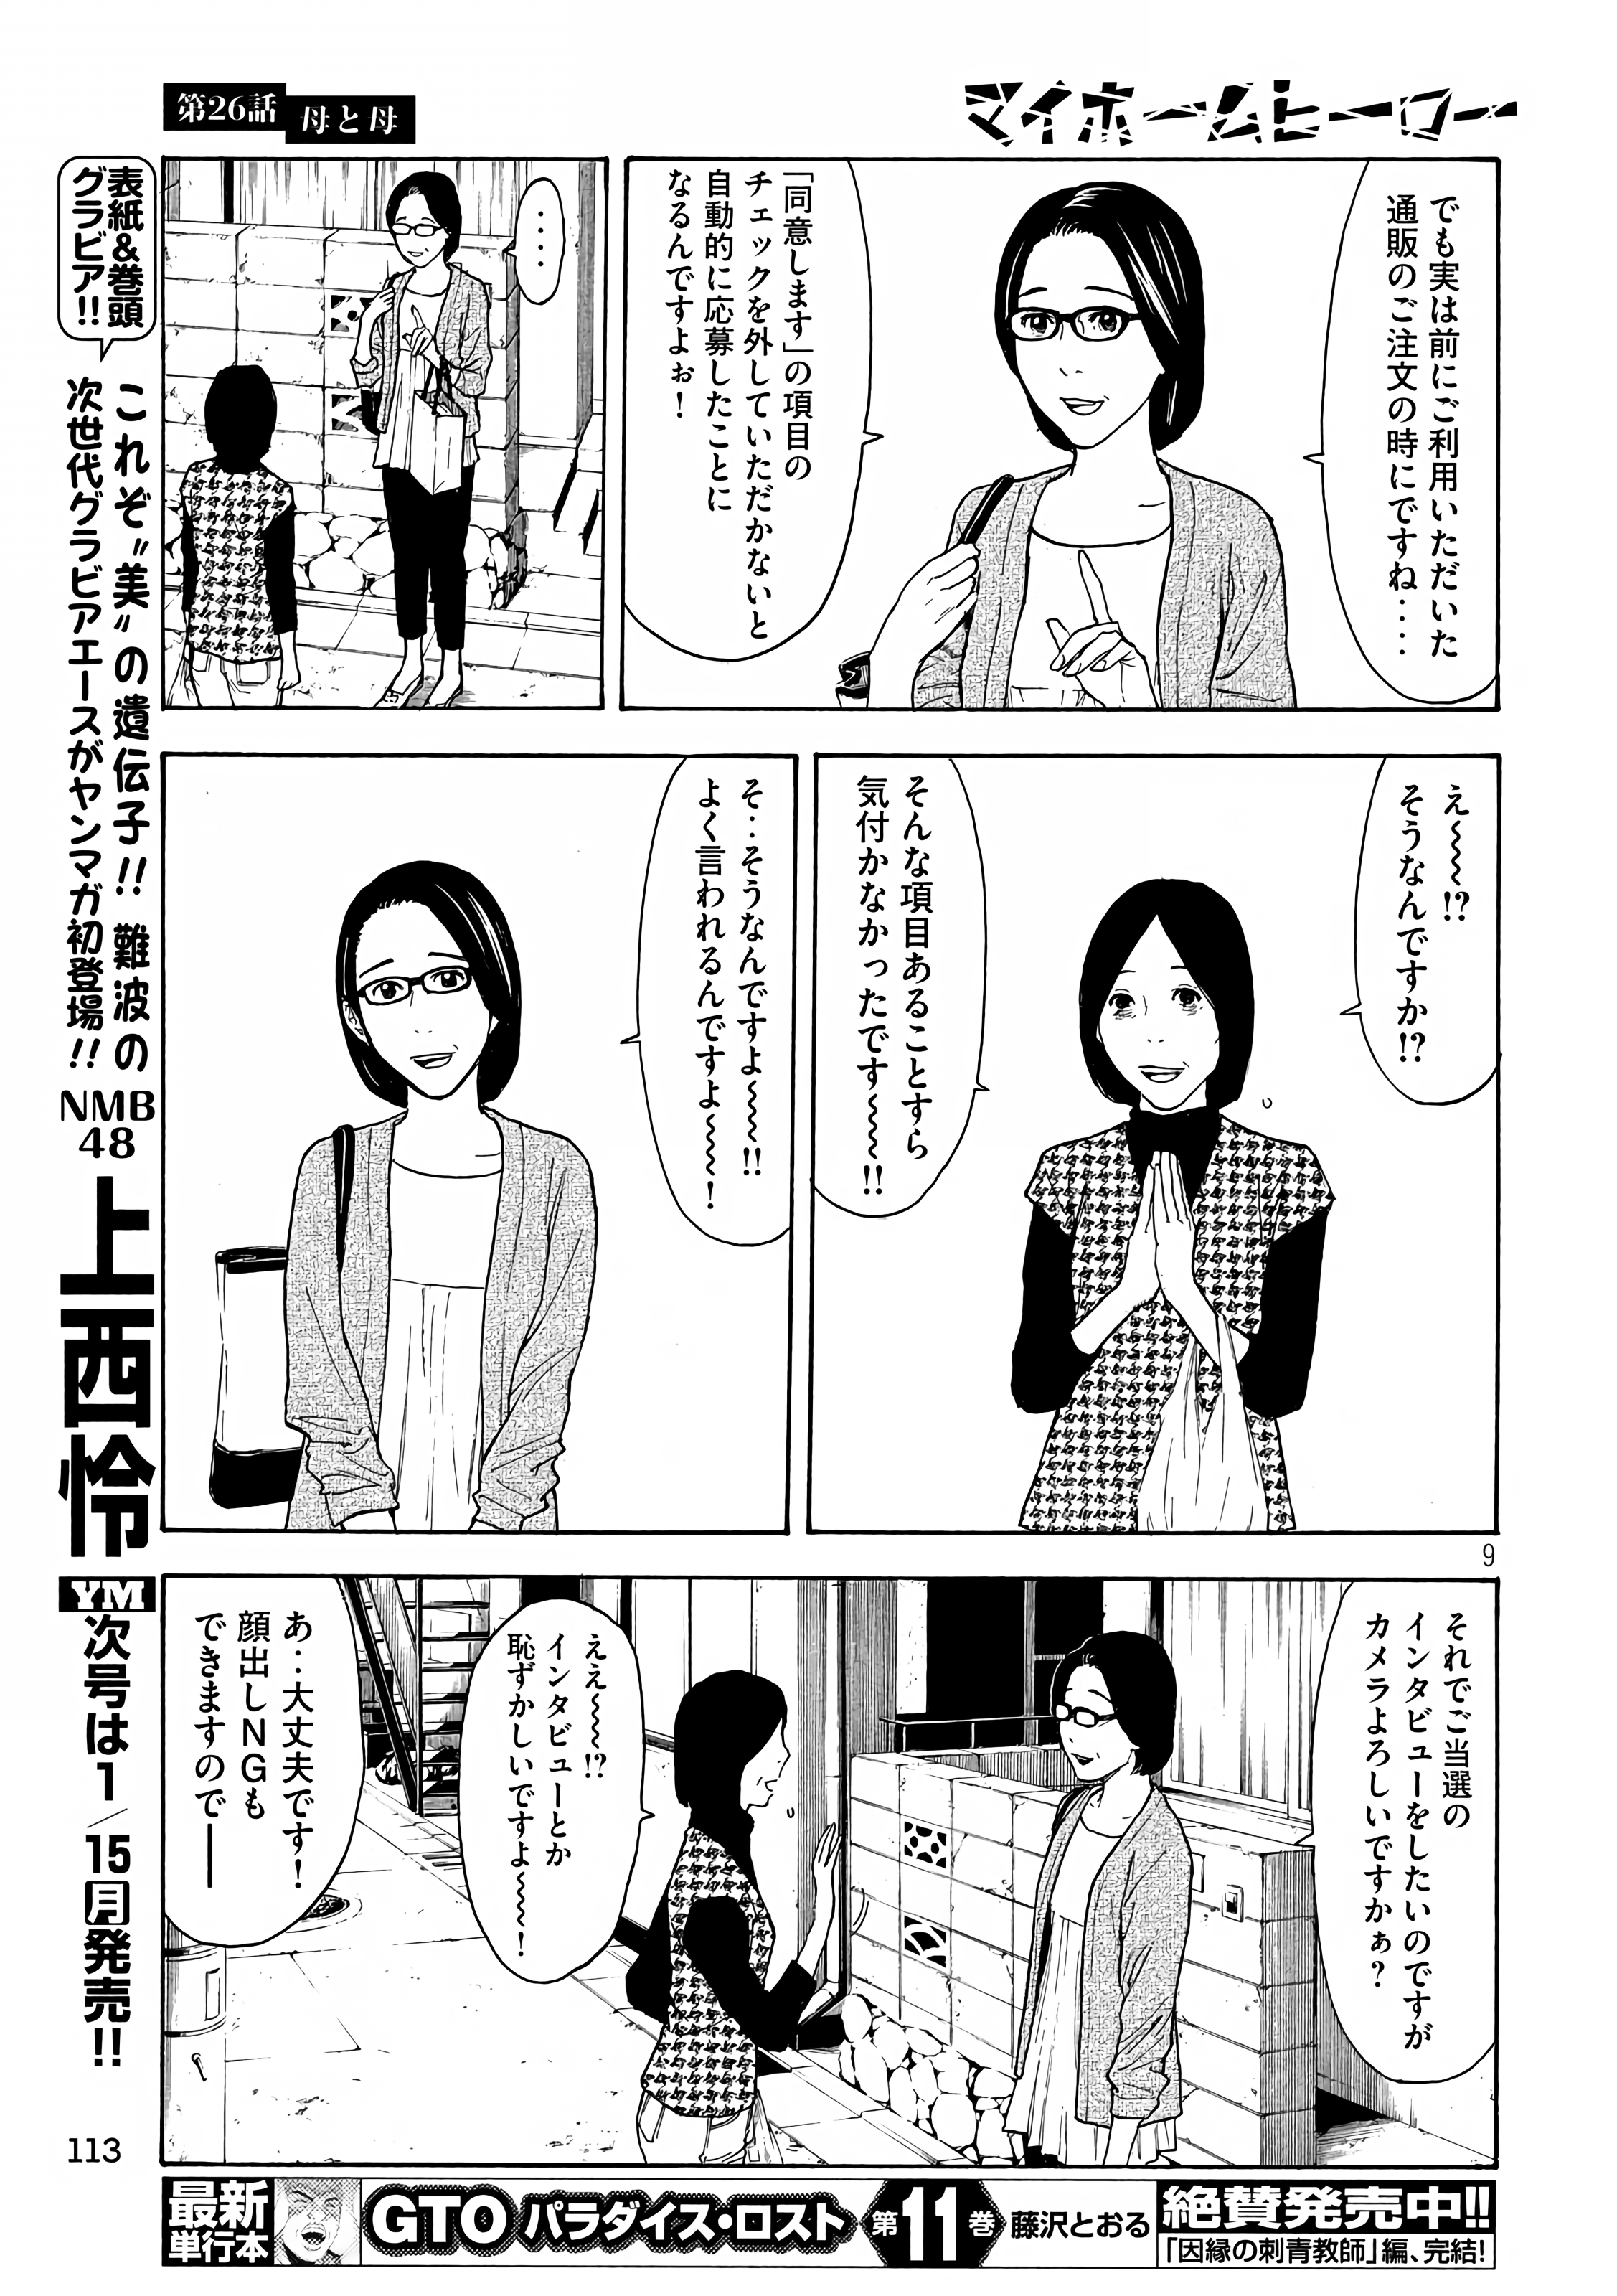 マイホームヒーロー
第26話
母と母
でも実は前にご利用いただいた
通販のご注文の時にですね‥‥
「同意します」の項目の
チェックを外していただかないと
自動的に応募したことに
なるんですよぉ!
‥‥
え〜〜〜!?
そうなんですか!?
そんな項目あることすら
気付かなかったです〜〜〜!!
そ‥そうなんですよ〜〜〜!!
よく言われるんですよ〜〜〜!
9
それでご当選の
インタビューをしたいのですが
カメラよろしいですかぁ?
ええ〜〜〜!?
インタビューとか
恥ずかしいですよ〜〜〜!
あ‥大丈夫です!
顔出しNGも
できますので――
表紙&巻頭
グラビア!!
これぞ〝美〟の遺伝子!! 難波の
次世代グラビアエースがヤンマガ初登場!!
NMB
48
上西怜
YM
次号は1/15月発売!!
113
最新
単行本
GTO パラダイス・ロスト
第11巻
藤沢とおる
絶賛発売中!!
「因縁の刺青教師」編、完結!